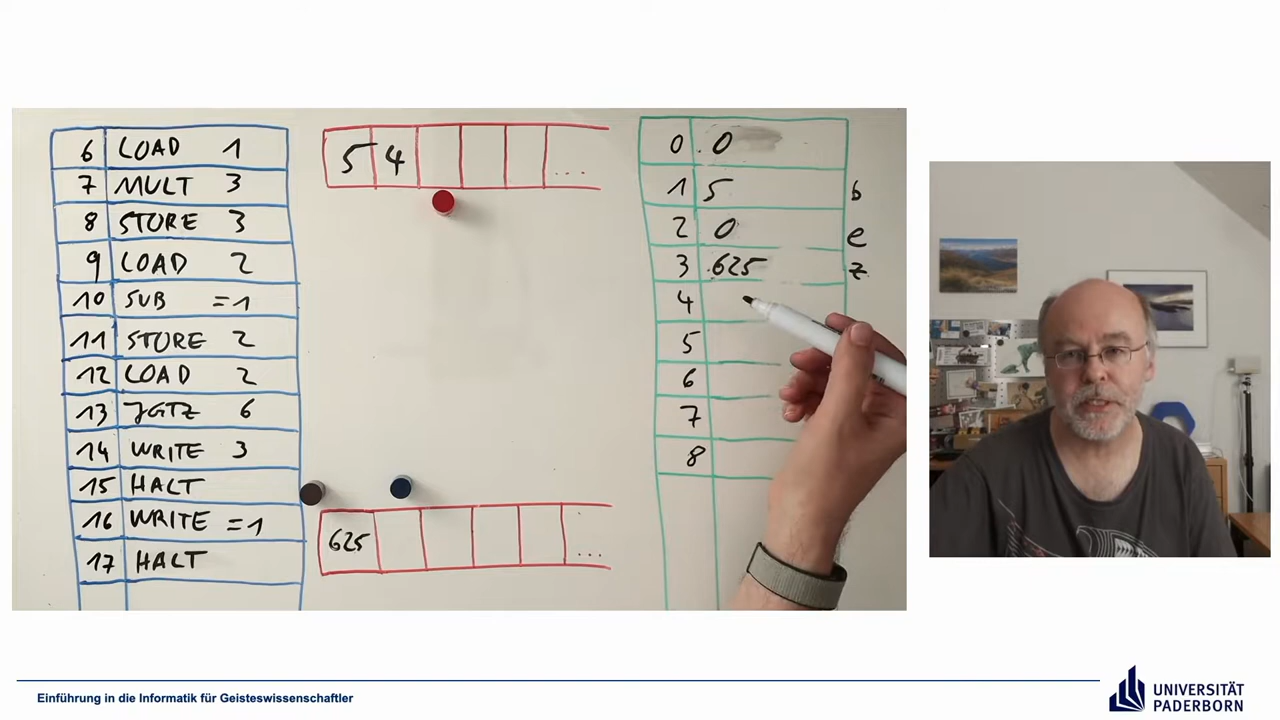 6 LOAD 1
7 MULT 3
8 STORE 3
9 LOAD 2
10 SUB =1
11 STORE 2
12 LOAD 2
13 JGTZ 6
14 WRITE 3
15 HALT
16 WRITE =1
17 HALT
5 4 ...
625 ...
0 0
1 5 b
2 0 e
3 625 z
4
5
6
7
8
Einführung in die Informatik für Geisteswissenschaftler
UNIVERSITÄT
PADERBORN